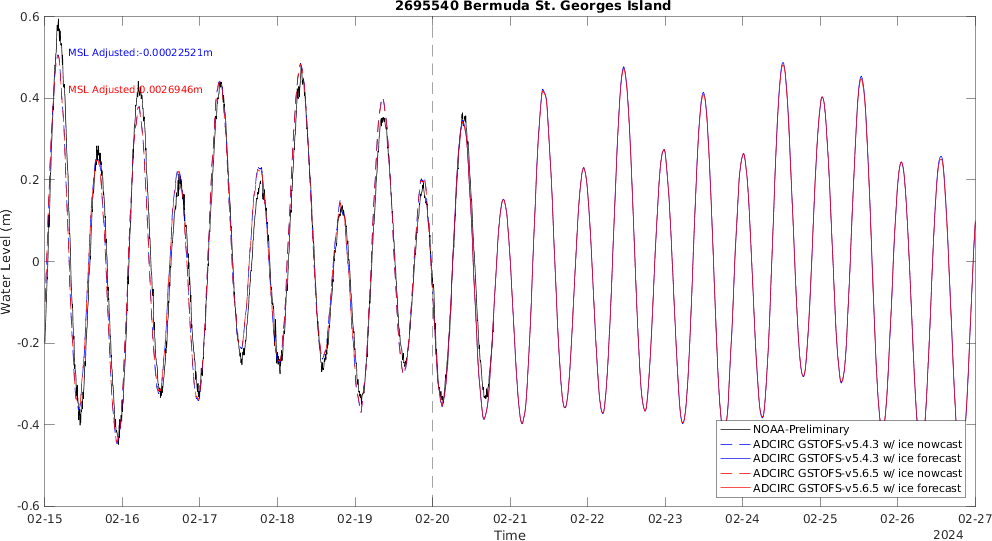 2695540 Bermuda St. Georges Island
0.6
0.4
0.2
0
-0.2
-0.4
-0.6
Water Level (m)
MSL Adjusted:-0.00022521m
MSL Adjusted:0.0026946m
NOAA-Preliminary
ADCIRC GSTOFS-v5.4.3 w/ ice nowcast
ADCIRC GSTOFS-v5.4.3 w/ ice forecast
ADCIRC GSTOFS-v5.6.5 w/ ice nowcast
ADCIRC GSTOFS-v5.6.5 w/ ice forecast
02-15 02-16 02-17 02-18 02-19 02-20 02-21 02-22 02-23 02-24 02-25 02-26 02-27
Time
2024